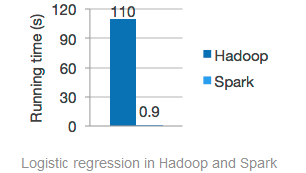 Running time (s)
120
110
90
60
30
0
0.9
Hadoop
Spark
Logistic regression in Hadoop and Spark